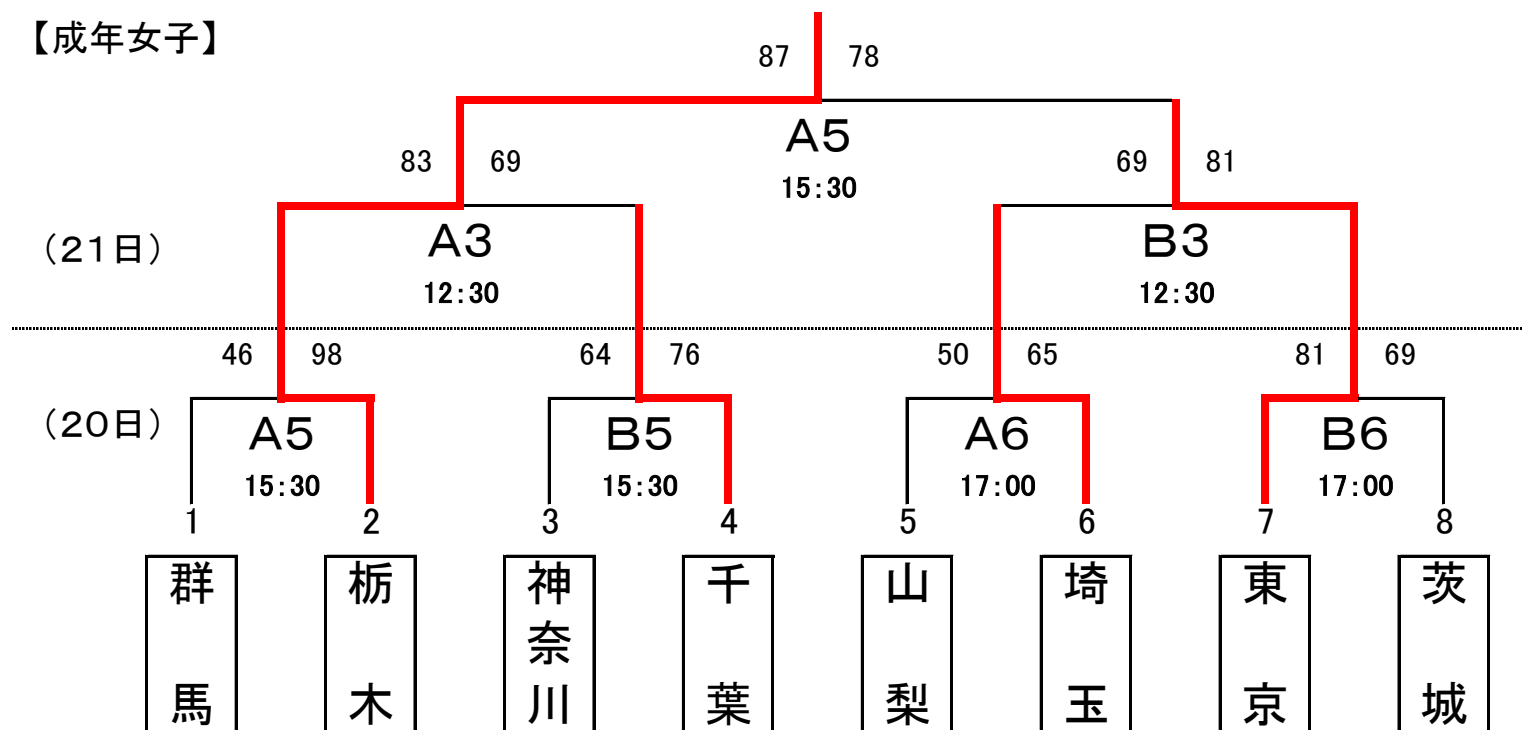 【成年女子】
87 78
A5
15:30
83 69
69 81
(21日)
A3
12:30
B3
12:30
46 98
64 76
50 65
81 69
(20日)
A5
15:30
B5
15:30
A6
17:00
B6
17:00
1 2 3 4 5 6 7 8
群馬
栃木
神奈川
千葉
山梨
埼玉
東京
茨城